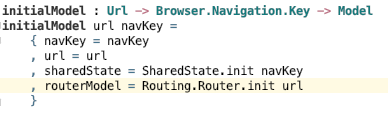 initialModel : Url -> Browser.Navigation.Key -> Model
initialModel url navKey =
    { navKey = navKey
    , url = url
    , sharedState = SharedState.init navKey
    , routerModel = Routing.Router.init url
    }